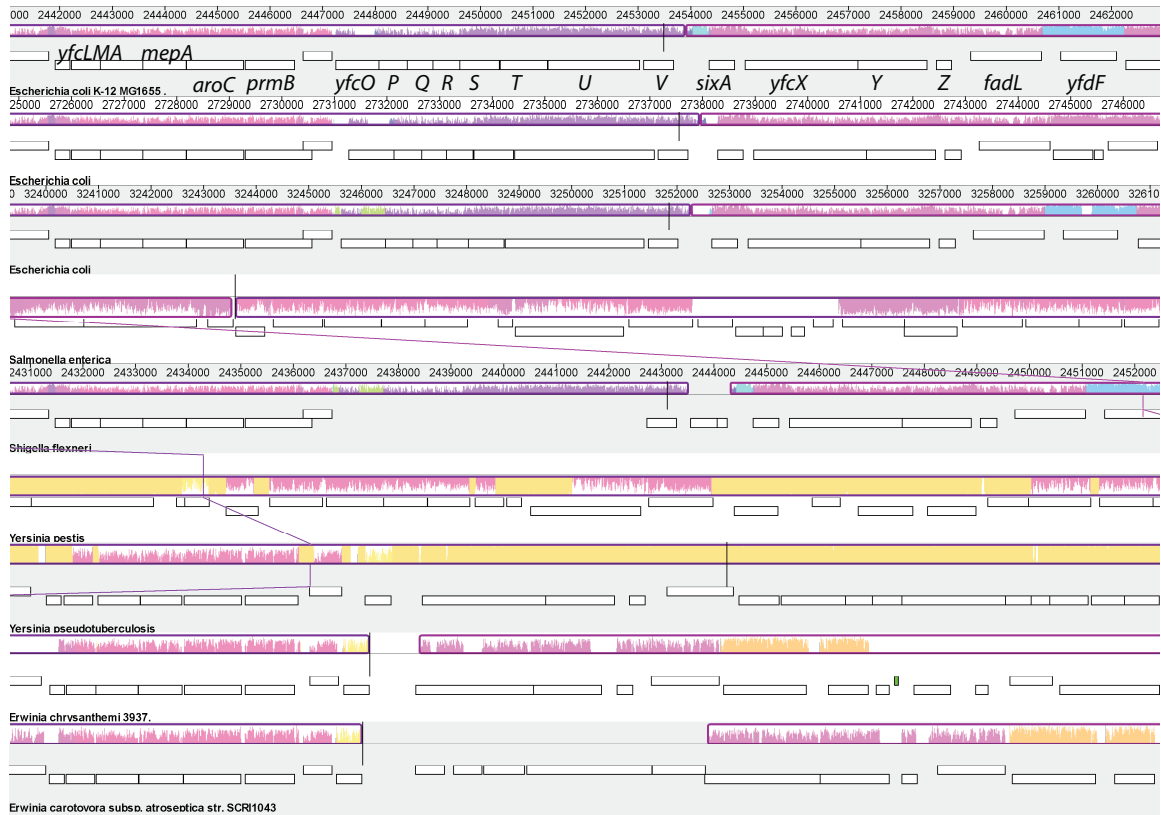 000 2442000 2443000 2444000 2445000 2446000 2447000 2448000 2449000 2450000 2451000 2452000 2453000 2454000 2455000 2456000 2457000 2458000 2459000 2460000 2461000 2462000
yfcLMA mepA
aroC prmB yfcO P Q R S T U V sixA yfcX Y Z fadL yfdF
Escherichia coli K-12 MG1655 .
25000 2726000 2727000 2728000 2729000 2730000 2731000 2732000 2733000 2734000 2735000 2736000 2737000 2738000 2739000 2740000 2741000 2742000 2743000 2744000 2745000 2746000
Escherichia coli
0 3240000 3241000 3242000 3243000 3244000 3245000 3246000 3247000 3248000 3249000 3250000 3251000 3252000 3253000 3254000 3255000 3256000 3257000 3258000 3259000 3260000 32610
Escherichia coli
Salmonella enterica
2431000 2432000 2433000 2434000 2435000 2436000 2437000 2438000 2439000 2440000 2441000 2442000 2443000 2444000 2445000 2446000 2447000 2448000 2449000 2450000 2451000 2452000
Shigella flexneri
Yersinia pestis
Yersinia pseudotuberculosis
Erwinia chrysanthemi 3937.
Erwinia carotovora subsp. atroseptica str. SCRI1043